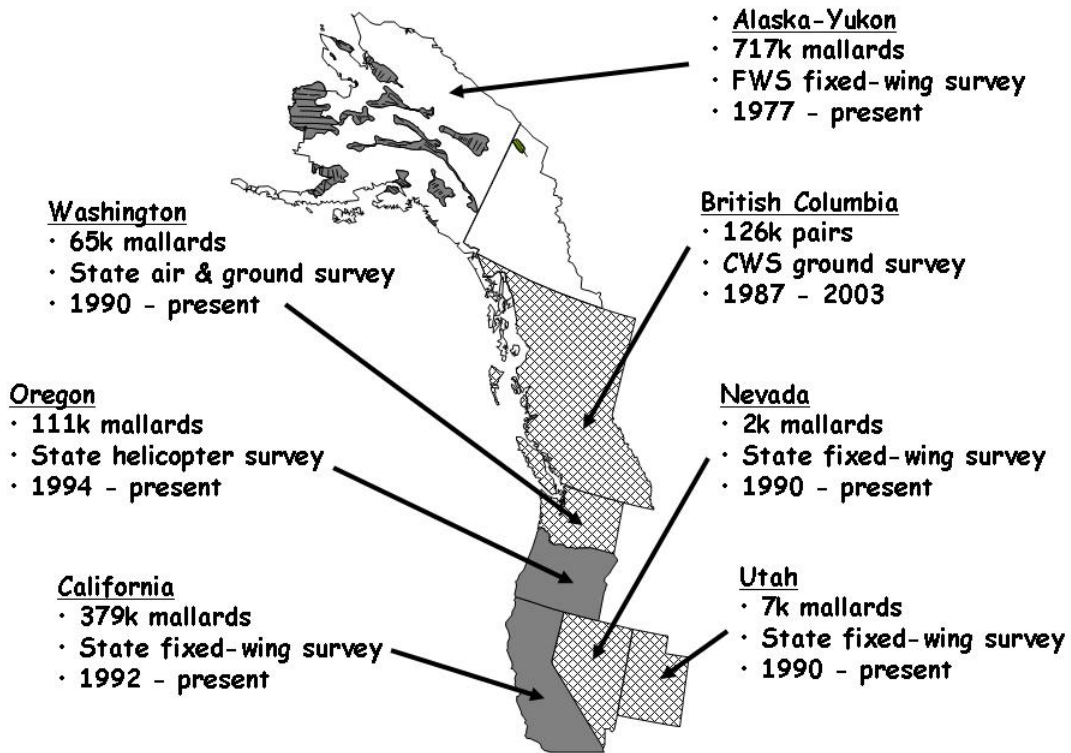 Alaska-Yukon
· 717k mallards
· FWS fixed-wing survey
· 1977 - present
Washington
· 65k mallards
· State air & ground survey
· 1990 - present
British Columbia
· 126k pairs
· CWS ground survey
· 1987 - 2003
Oregon
· 111k mallards
· State helicopter survey
· 1994 - present
Nevada
· 2k mallards
· State fixed-wing survey
· 1990 - present
California
· 379k mallards
· State fixed-wing survey
· 1992 - present
Utah
· 7k mallards
· State fixed-wing survey
· 1990 - present